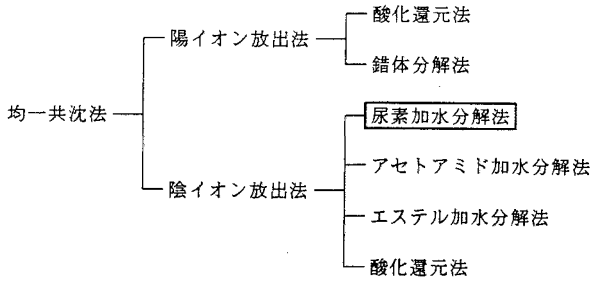 均一共沈法
陽イオン放出法
酸化還元法
錯体分解法
陰イオン放出法
尿素加水分解法
アセトアミド加水分解法
エステル加水分解法
酸化還元法